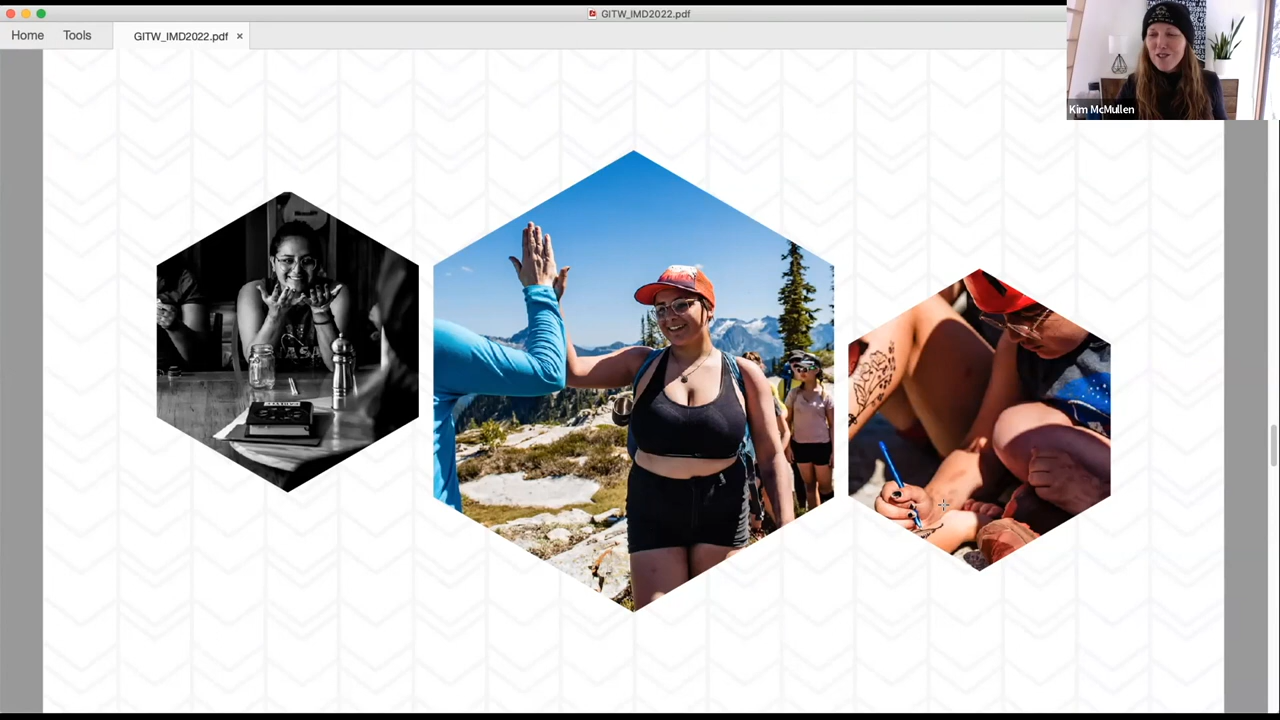 GITW_IMD2022.pdf
Home
Tools
GITW_IMD2022.pdf ×
Kim McMullen